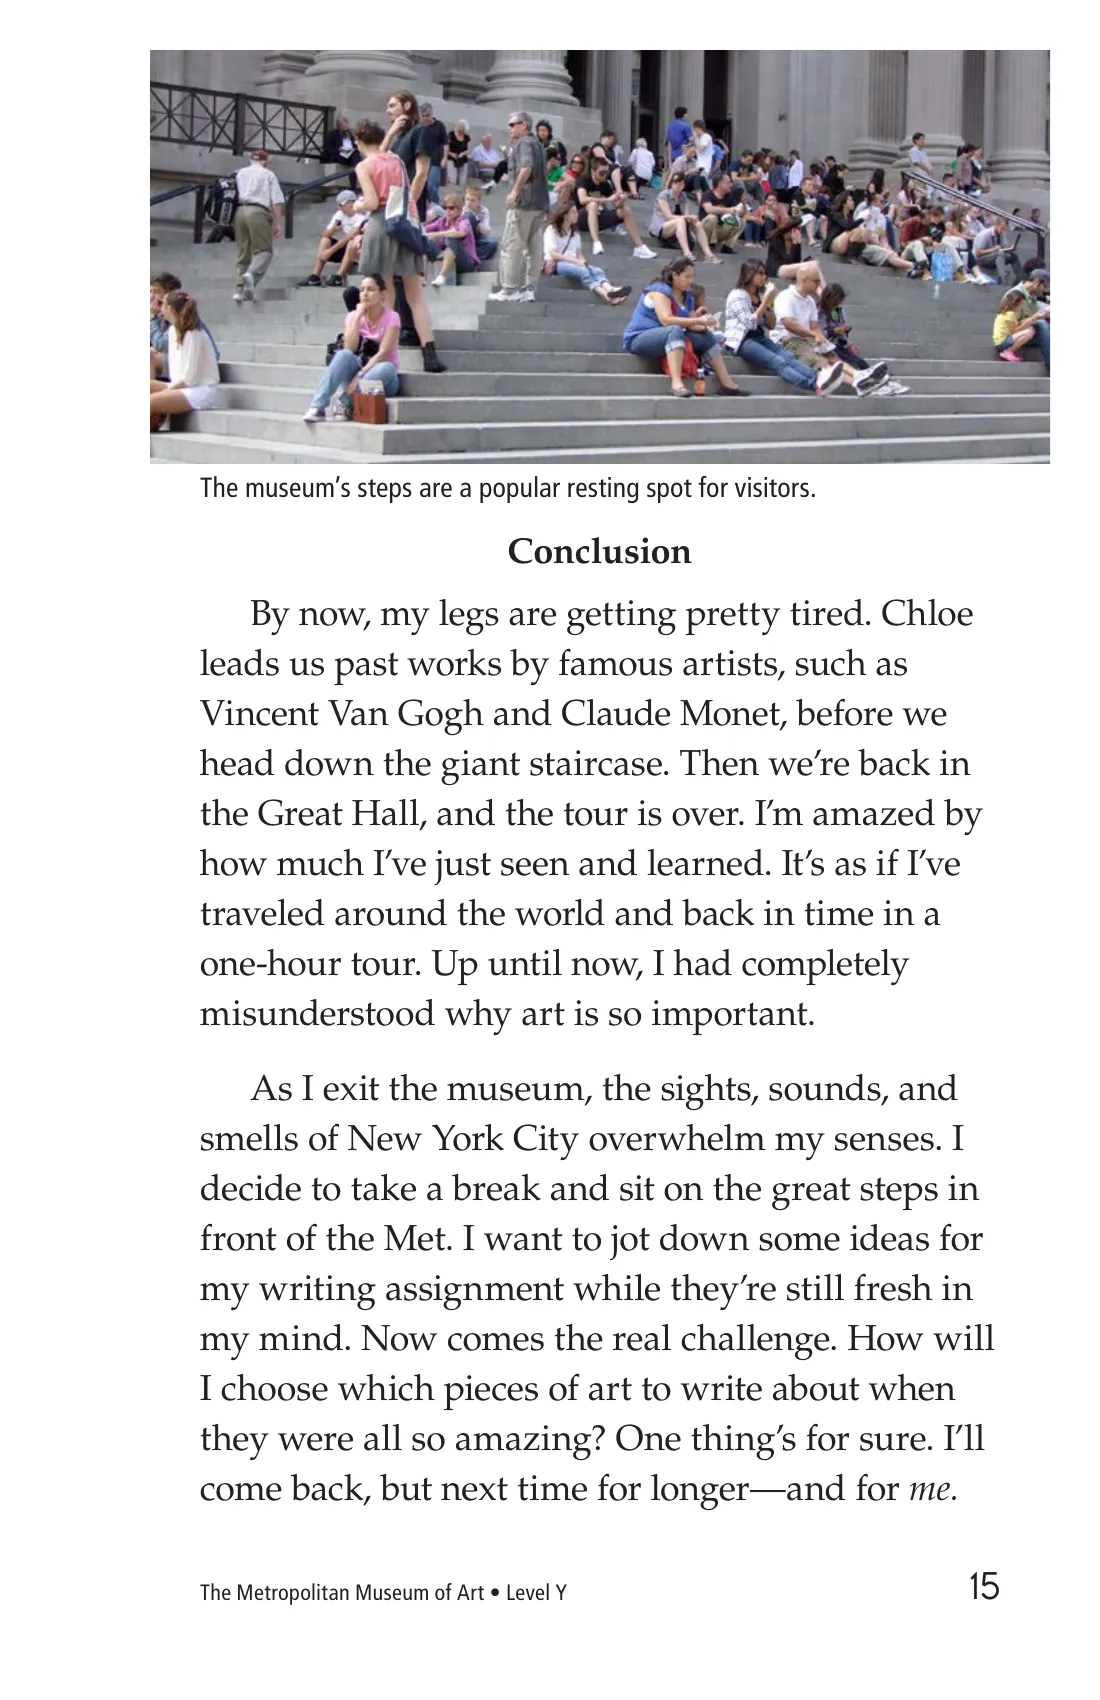 The museum’s steps are a popular resting spot for visitors.
Conclusion
By now, my legs are getting pretty tired. Chloe
leads us past works by famous artists, such as
Vincent Van Gogh and Claude Monet, before we
head down the giant staircase. Then we’re back in
the Great Hall, and the tour is over. I’m amazed by
how much I’ve just seen and learned. It’s as if I’ve
traveled around the world and back in time in a
one-hour tour. Up until now, I had completely
misunderstood why art is so important.
As I exit the museum, the sights, sounds, and
smells of New York City overwhelm my senses. I
decide to take a break and sit on the great steps in
front of the Met. I want to jot down some ideas for
my writing assignment while they’re still fresh in
my mind. Now comes the real challenge. How will
I choose which pieces of art to write about when
they were all so amazing? One thing’s for sure. I’ll
come back, but next time for longer—and for me.
The Metropolitan Museum of Art • Level Y
15